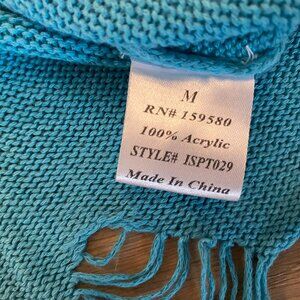 M
RN# 159580
100% Acrylic
STYLE# ISPT029
Made In China